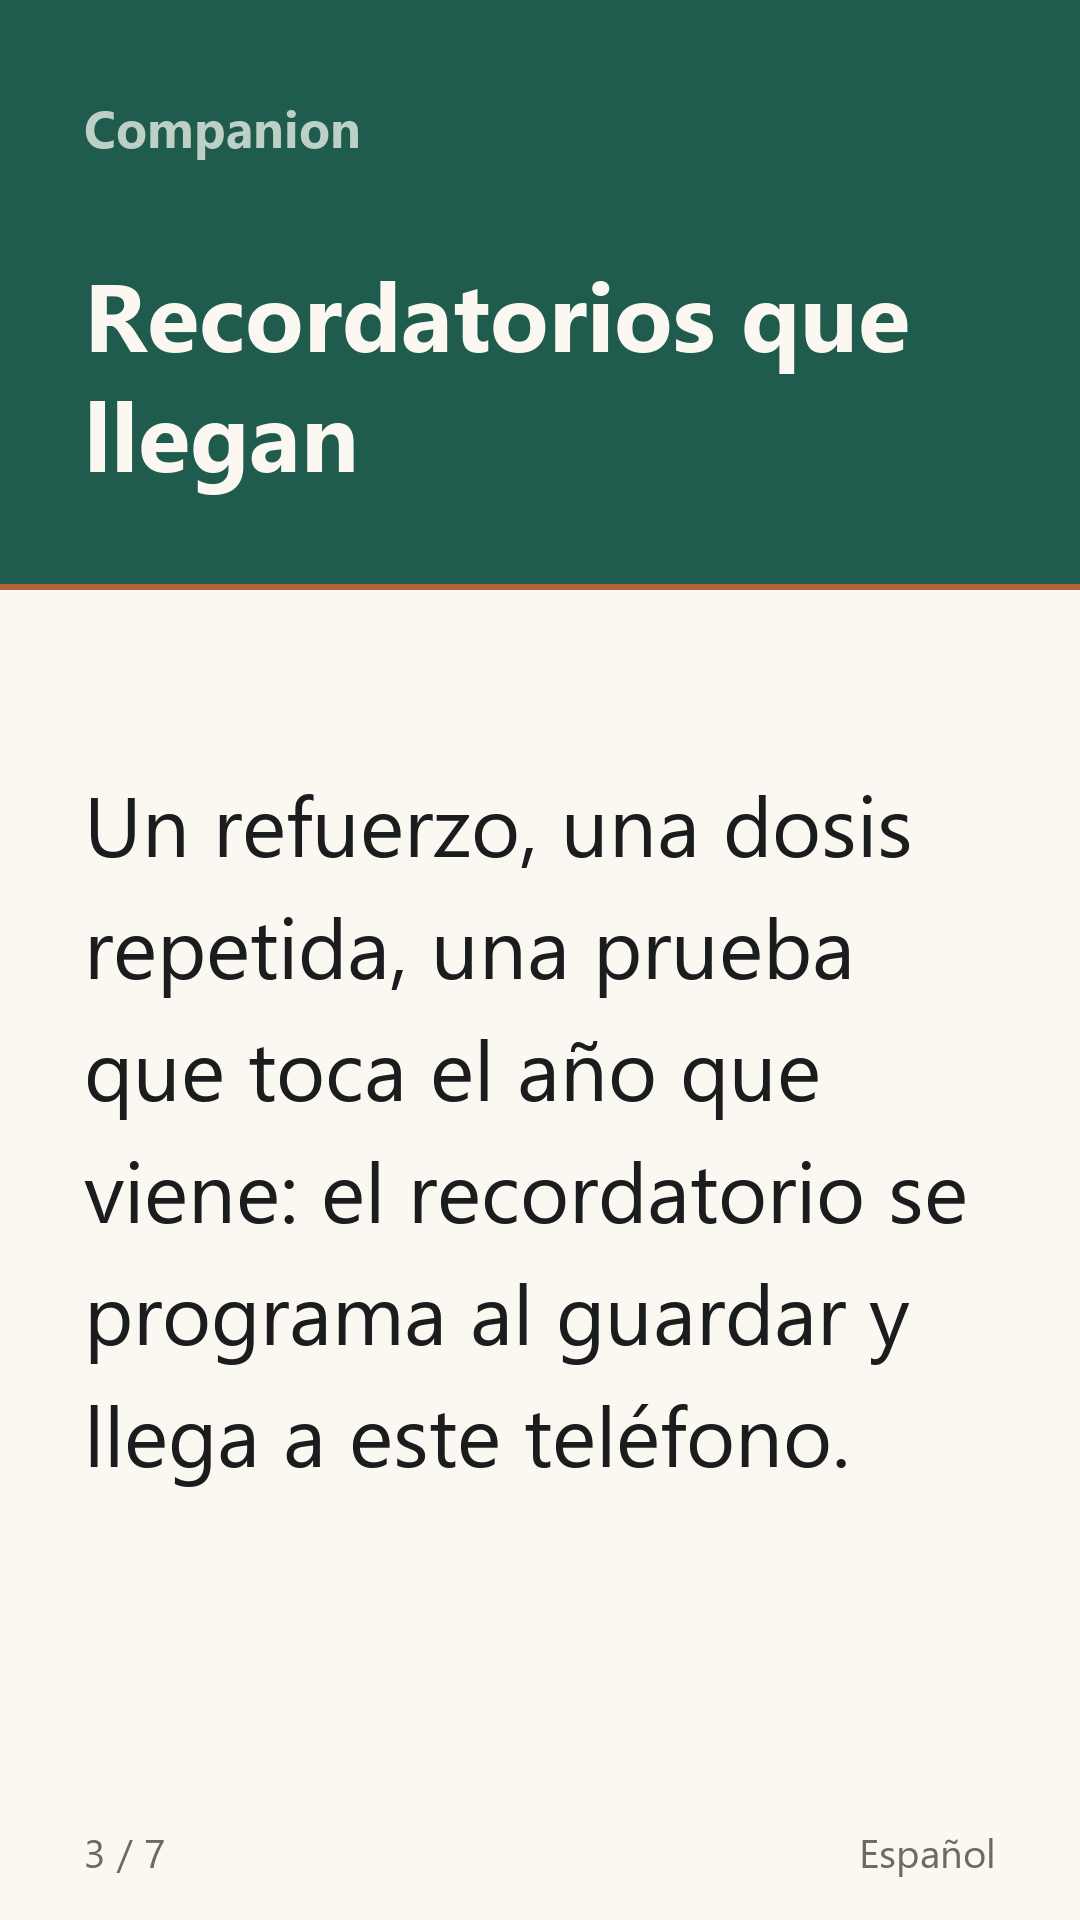 Companion
Recordatorios que
llegan
Un refuerzo, una dosis
repetida, una prueba
que toca el año que
viene: el recordatorio se
programa al guardar y
llega a este teléfono.
3 / 7
Español